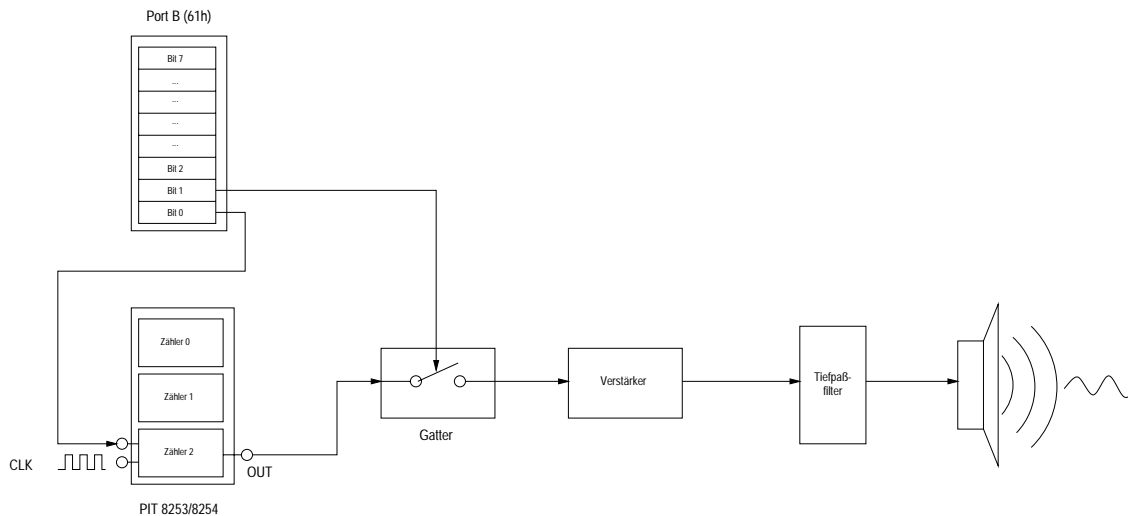 Port B (61h)
Bit 7
...
...
...
...
Bit 2
Bit 1
Bit 0
Zähler 0
Zähler 1
Zähler 2
CLK
OUT
PIT 8253/8254
Gatter
Verstärker
Tiefpaß-
filter